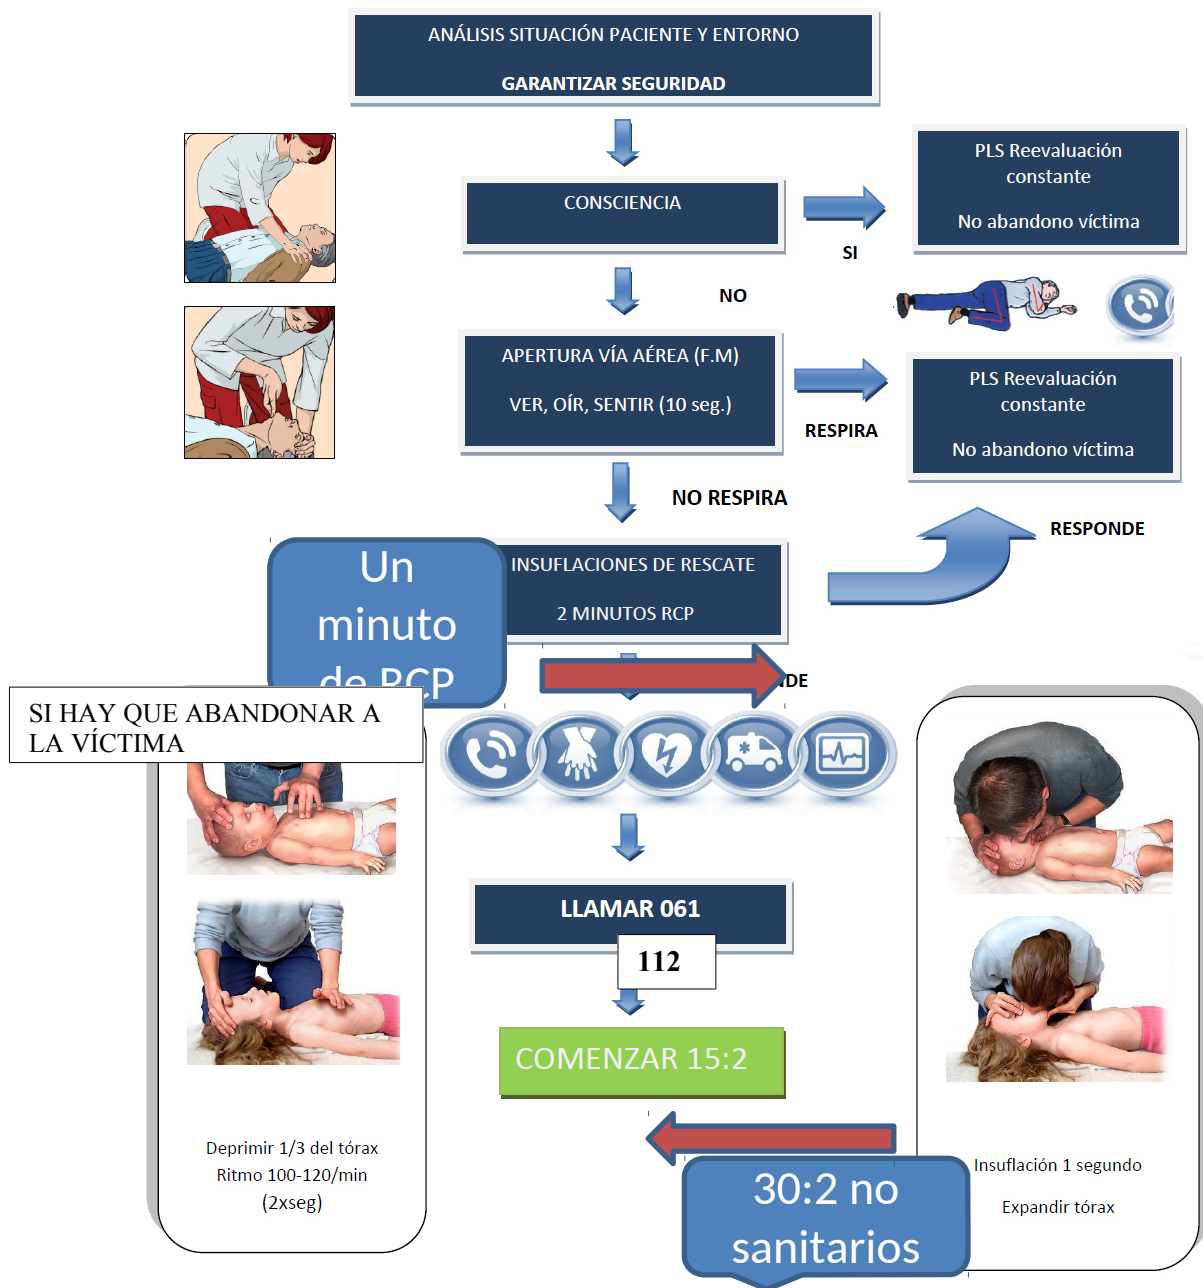 ANÁLISIS SITUACIÓN PACIENTE Y ENTORNO
GARANTIZAR SEGURIDAD
CONSCIENCIA
SI
PLS Reevaluación
constante
No abandono víctima
NO
APERTURA VÍA AÉREA (F.M)
VER, OÍR, SENTIR (10 seg.)
RESPIRA
PLS Reevaluación
constante
No abandono víctima
NO RESPIRA
RESPONDE
INSUFLACIONES DE RESCATE
2 MINUTOS RCP
Un
minuto
de RCP
NDE
SI HAY QUE ABANDONAR A
LA VÍCTIMA
LLAMAR 061
112
COMENZAR 15:2
Deprimir 1/3 del tórax
Ritmo 100-120/min
(2xseg)
30:2 no
sanitarios
Insuflación 1 segundo
Expandir tórax